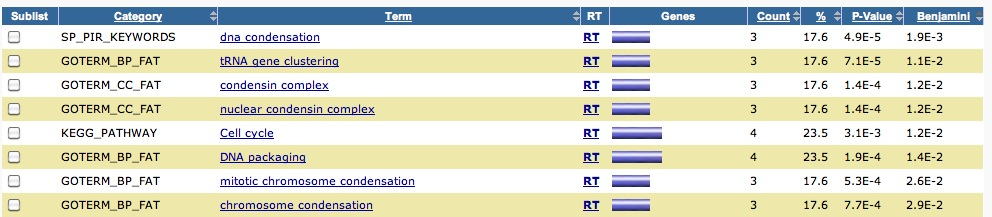 Sublist Category Term RT Genes Count % P-Value Benjamini
SP_PIR_KEYWORDS dna condensation RT 3 17.6 4.9E-5 1.9E-3
GOTERM_BP_FAT tRNA gene clustering RT 3 17.6 7.1E-5 1.1E-2
GOTERM_CC_FAT condensin complex RT 3 17.6 1.4E-4 1.2E-2
GOTERM_CC_FAT nuclear condensin complex RT 3 17.6 1.4E-4 1.2E-2
KEGG_PATHWAY Cell cycle RT 4 23.5 3.1E-3 1.2E-2
GOTERM_BP_FAT DNA packaging RT 4 23.5 1.9E-4 1.4E-2
GOTERM_BP_FAT mitotic chromosome condensation RT 3 17.6 5.3E-4 2.6E-2
GOTERM_BP_FAT chromosome condensation RT 3 17.6 7.7E-4 2.9E-2